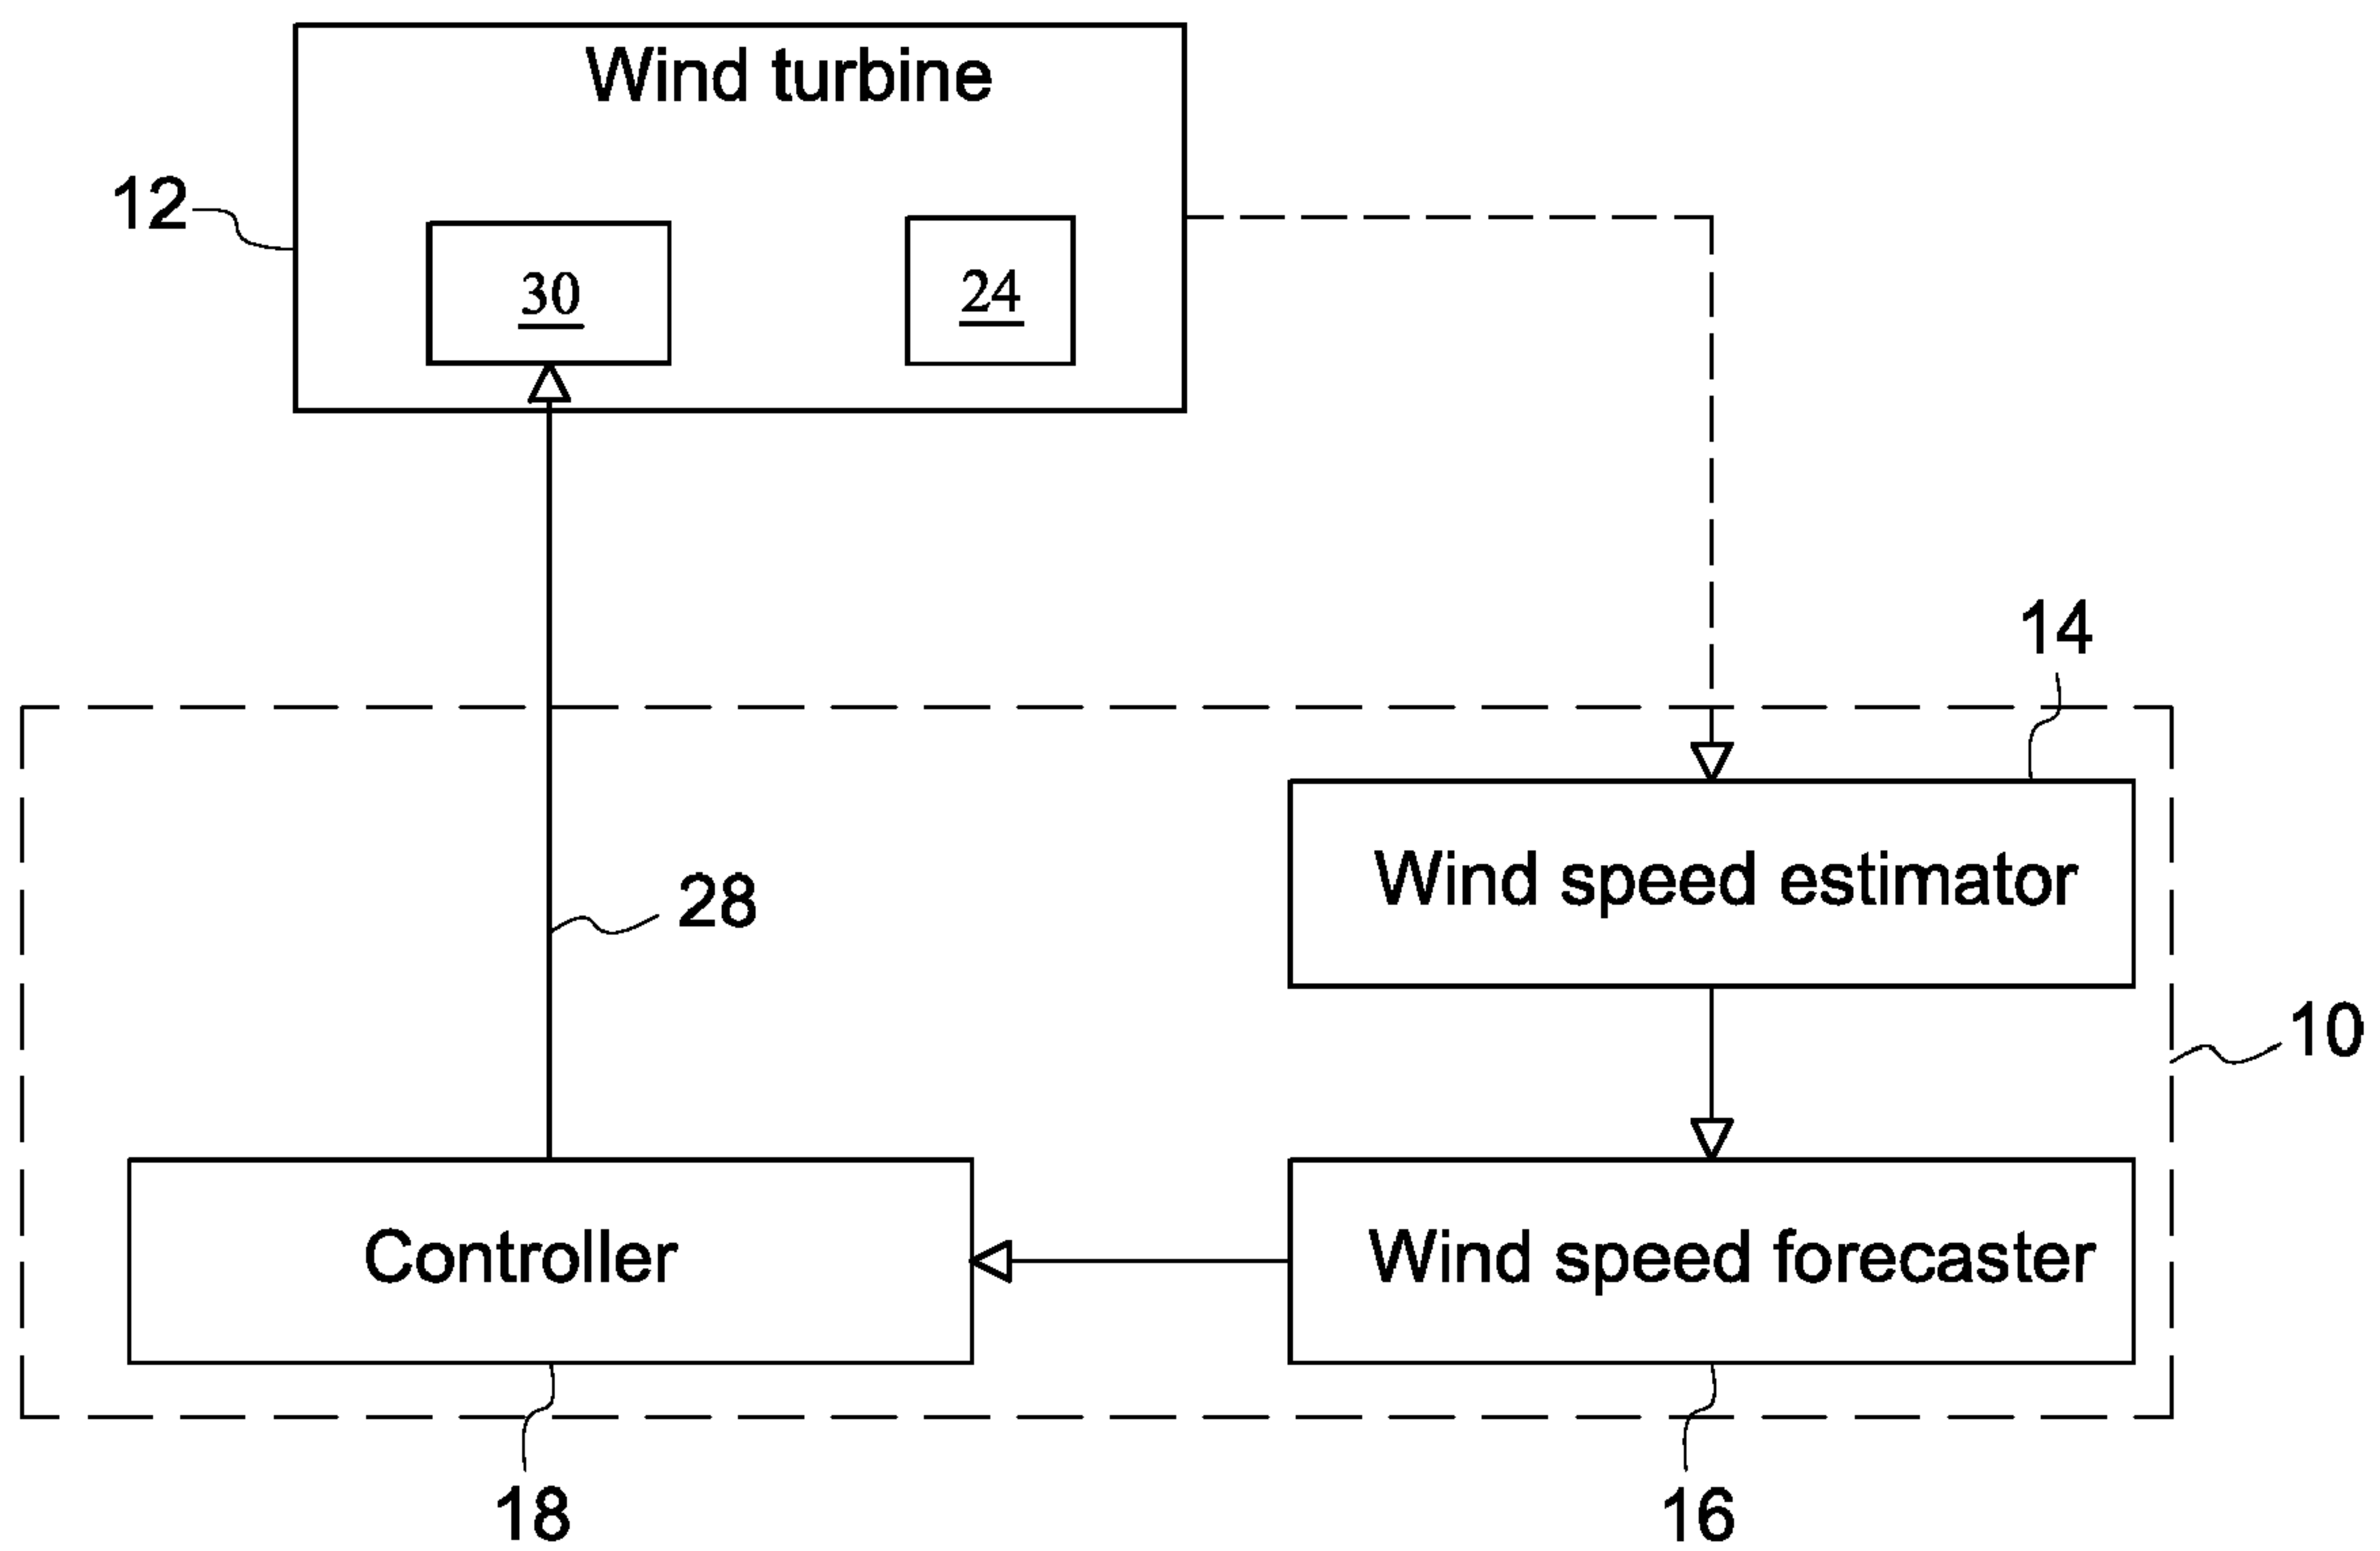 Wind turbine
12
30
24
14
Wind speed estimator
28
10
Controller
Wind speed forecaster
18
16